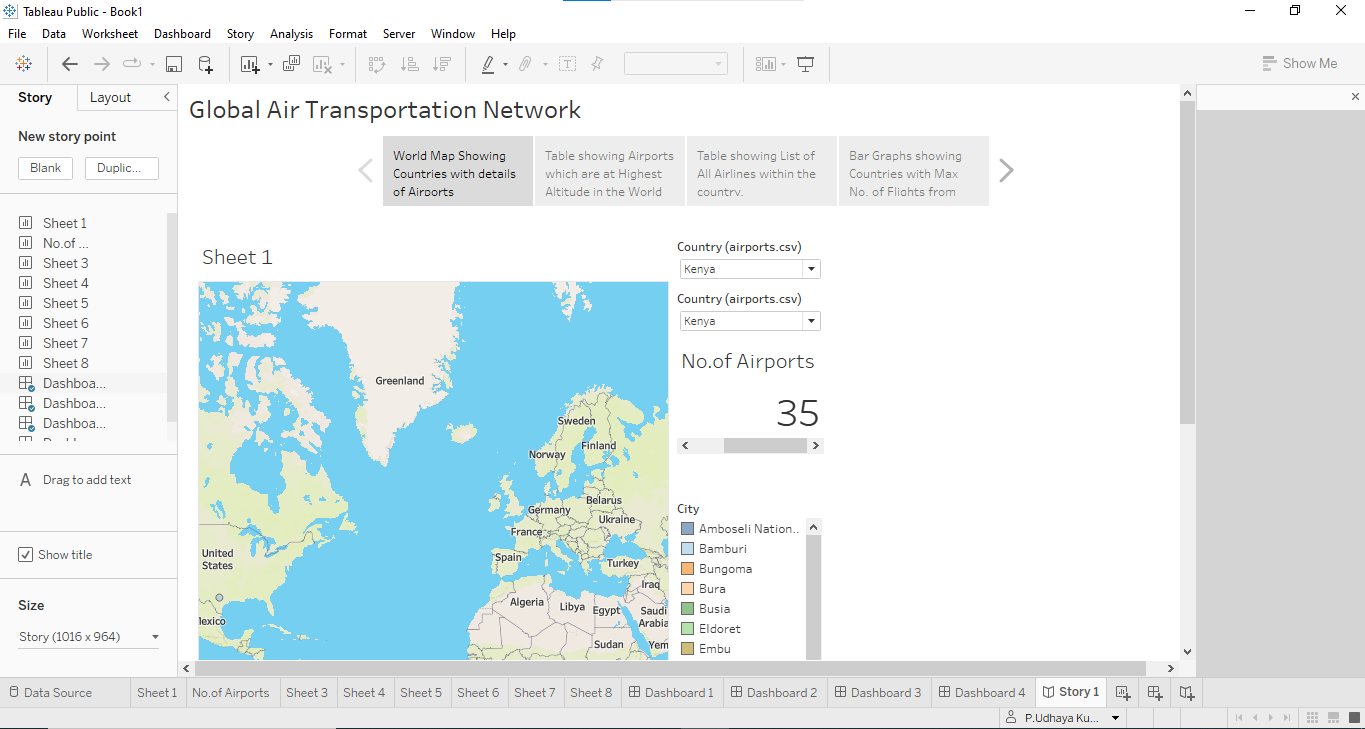 Tableau Public - Book1
File Data Worksheet Dashboard Story Analysis Format Server Window Help
Show Me
Story Layout
New story point
Blank Duplic...
Sheet 1
No.of ...
Sheet 3
Sheet 4
Sheet 5
Sheet 6
Sheet 7
Sheet 8
Dashboa...
Dashboa...
Dashboa...
A Drag to add text
Show title
Size
Story (1016 x 964)
Global Air Transportation Network
World Map Showing
Countries with details
of Airports
Table showing Airports
which are at Highest
Altitude in the World
Table showing List of
All Airlines within the
country.
Bar Graphs showing
Countries with Max
No. of Flights from
Sheet 1
Greenland
Sweden
Finland
Norway
Belarus
Germany
Ukraine
France
Spain
Turkey
United
States
Iraq
Algeria
Libya
Egypt
Saudi
Arabia
Mexico
Sudan
Yem
Country (airports.csv)
Kenya
Country (airports.csv)
Kenya
No.of Airports
35
City
Amboseli Nation..
Bamburi
Bungoma
Bura
Busia
Eldoret
Embu
Data Source Sheet 1 No.of Airports Sheet 3 Sheet 4 Sheet 5 Sheet 6 Sheet 7 Sheet 8 Dashboard 1 Dashboard 2 Dashboard 3 Dashboard 4 Story 1
P.Udhaya Ku...